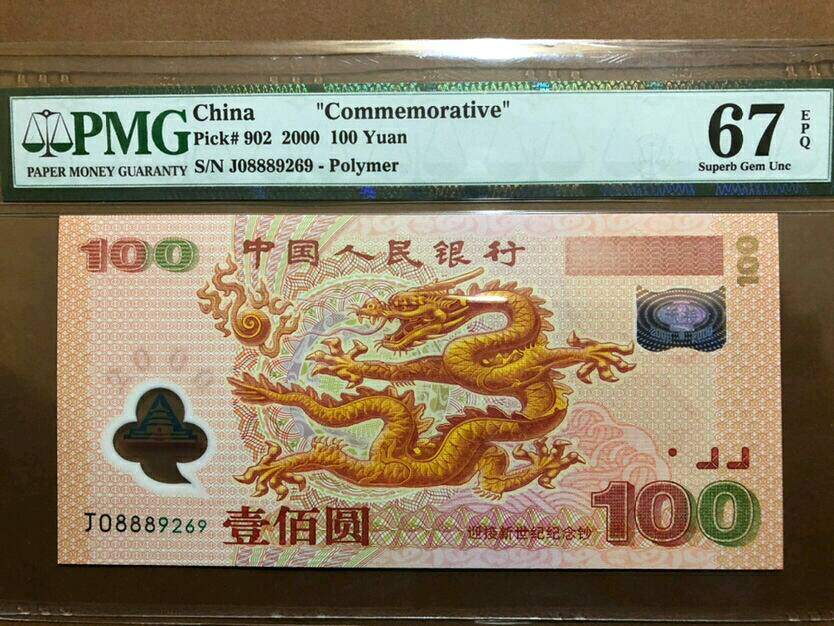 PMG
PAPER MONEY GUARANTY
China "Commemorative"
Pick# 902 2000 100 Yuan
S/N J08889269 - Polymer
67
EPQ
Superb Gem Unc
100
中国人民银行
100
2000
J08889269
壹佰圆
迎接新世纪纪念钞
100